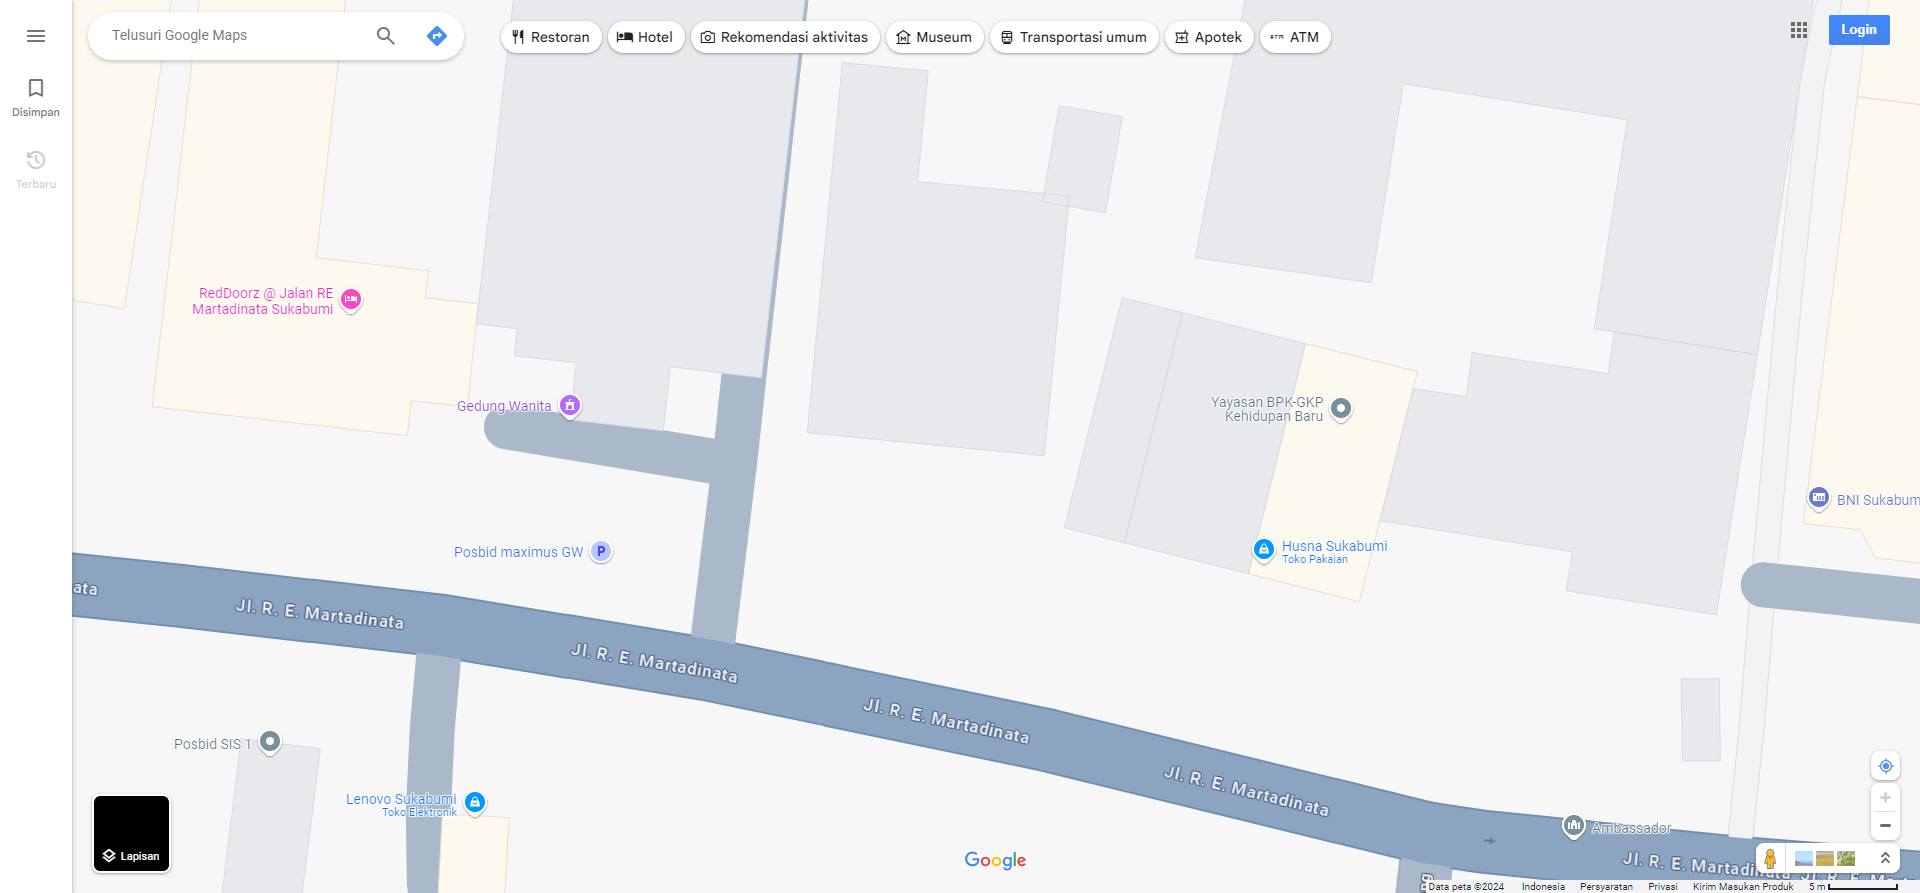 Telusuri Google Maps
Restoran
Hotel
Rekomendasi aktivitas
Museum
Transportasi umum
Apotek
ATM
Login
Disimpan
Terbaru
RedDoorz @ Jalan RE
Martadinata Sukabumi
Gedung Wanita
Yayasan BPK-GKP
Kehidupan Baru
BNI Sukabum
Posbid maximus GW
P
Husna Sukabumi
Toko Pakaian
ata
Jl. R. E. Martadinata
Jl. R. E. Martadinata
Jl. R. E. Martadinata
Jl. R. E. Martadinata
Posbid SIS 1
Lenovo Sukabumi
Toko Elektronik
Ambassador
Jl. R. E. Martadinata
Lapisan
Google
Data peta ©2024
Indonesia
Persyaratan
Privasi
Kirim Masukan Produk
5 m